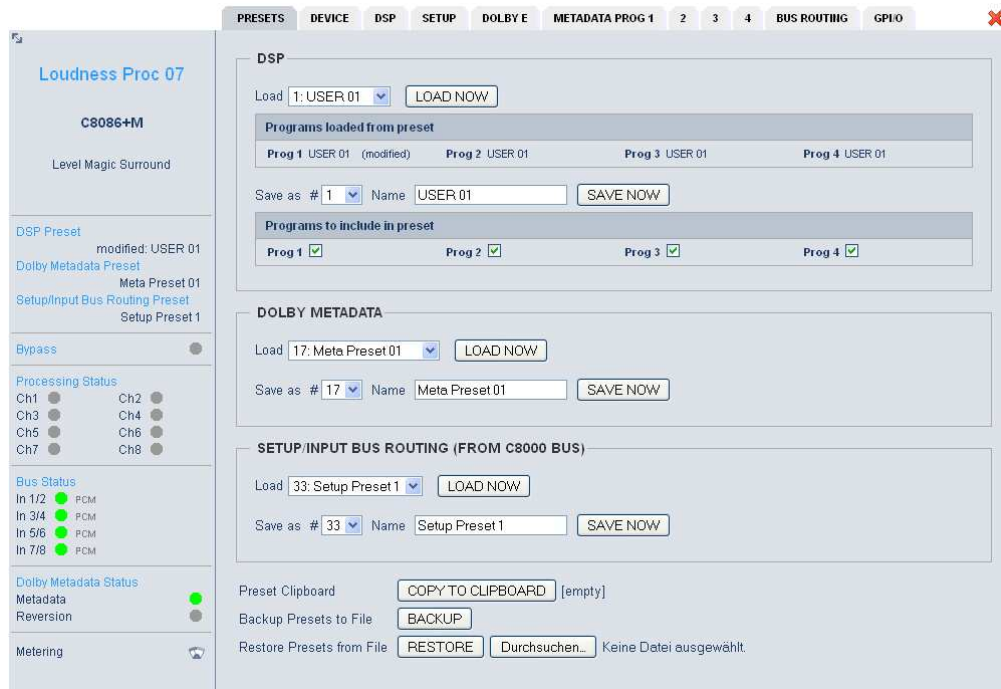 PRESETS DEVICE DSP SETUP DOLBY E METADATA PROG 1 2 3 4 BUS ROUTING GPI/O
Loudness Proc 07
C8086+M
Level Magic Surround
DSP Preset
modified: USER 01
Dolby Metadata Preset
Meta Preset 01
Setup/Input Bus Routing Preset
Setup Preset 1
Bypass
Processing Status
Ch1 Ch2
Ch3 Ch4
Ch5 Ch6
Ch7 Ch8
Bus Status
In 1/2 PCM
In 3/4 PCM
In 5/6 PCM
In 7/8 PCM
Dolby Metadata Status
Metadata
Reversion
Metering
DSP
Load 1: USER 01 LOAD NOW
Programs loaded from preset
Prog 1 USER 01 (modified) Prog 2 USER 01 Prog 3 USER 01 Prog 4 USER 01
Save as # 1 Name USER 01 SAVE NOW
Programs to include in preset
Prog 1 Prog 2 Prog 3 Prog 4
DOLBY METADATA
Load 17: Meta Preset 01 LOAD NOW
Save as # 17 Name Meta Preset 01 SAVE NOW
SETUP/INPUT BUS ROUTING (FROM C8000 BUS)
Load 33: Setup Preset 1 LOAD NOW
Save as # 33 Name Setup Preset 1 SAVE NOW
Preset Clipboard COPY TO CLIPBOARD [empty]
Backup Presets to File BACKUP
Restore Presets from File RESTORE Durchsuchen... Keine Datei ausgewählt.